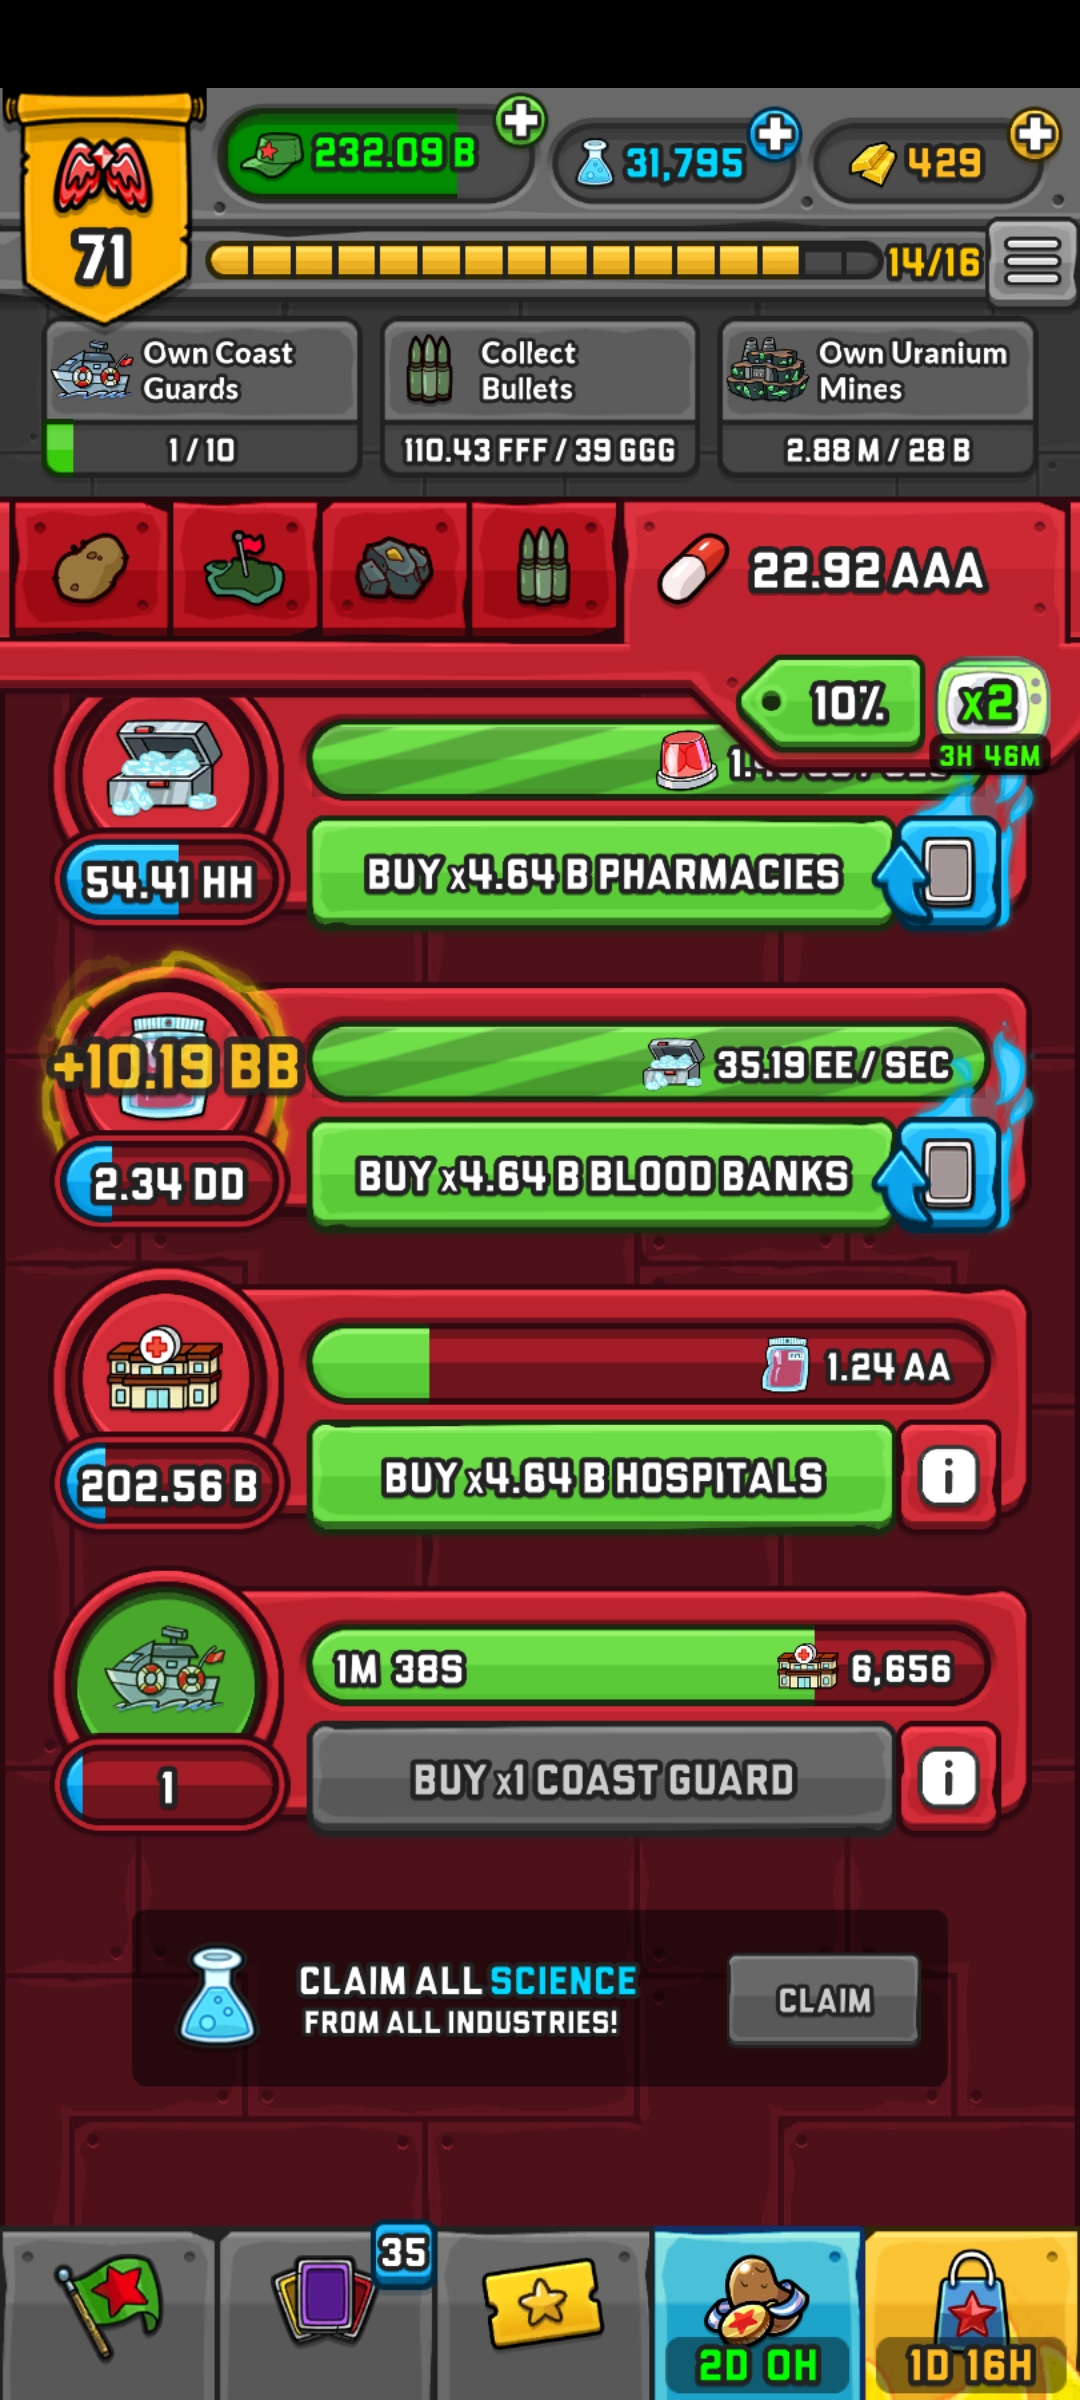 232.09 B
31,795
429
71
14/16
Own Coast
Guards
1 / 10
Collect
Bullets
110.43 FFF / 39 GGG
Own Uranium
Mines
2.88 M / 28 B
22.92 AAA
10%
x2
3H 46M
54.41 HH
BUY x4.64 B PHARMACIES
+10.19 BB
35.19 EE / SEC
2.34 DD
BUY x4.64 B BLOOD BANKS
1.24 AA
202.56 B
BUY x4.64 B HOSPITALS
1M 38S
6,656
1
BUY x1 COAST GUARD
CLAIM ALL SCIENCE
FROM ALL INDUSTRIES!
CLAIM
35
2D 0H
1D 16H